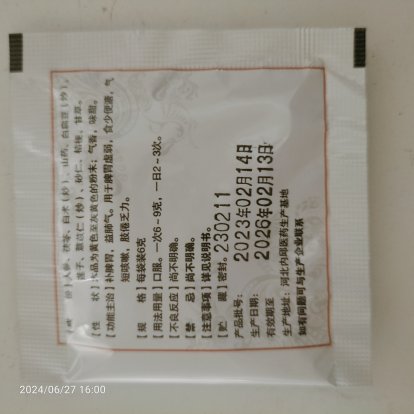 【成 份】人参、茯苓、白术(炒)、山药、白扁豆(炒)、
莲子、薏苡仁(炒)、砂仁、桔梗、甘草。
【性 状】本品为黄色至灰黄色的粉末；气香，味甜。
【功能主治】补脾胃，益肺气。用于脾胃虚弱，食少便溏，气
短咳嗽，肢倦乏力。
【规 格】每袋装6克
【用法用量】口服。一次6~9克，一日2~3次。
【不良反应】尚不明确。
【禁 忌】尚不明确。
【注意事项】详见说明书。
【贮 藏】密封。
产品批号：230211
生产日期：2023年02月14日
有效期至 2026年02月13日
生产地址：河北内邱医药生产基地
如有问题可与生产企业联系
2024/06/27 16:00